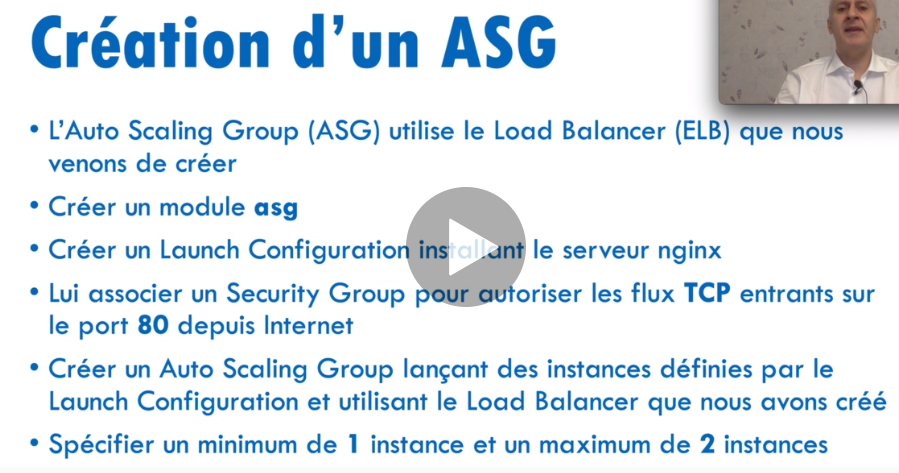 Création d'un ASG
• L'Auto Scaling Group (ASG) utilise le Load Balancer (ELB) que nous
venons de créer
• Créer un module asg
• Créer un Launch Configuration installant le serveur nginx
• Lui associer un Security Group pour autoriser les flux TCP entrants sur
le port 80 depuis Internet
• Créer un Auto Scaling Group lançant des instances définies par le
Launch Configuration et utilisant le Load Balancer que nous avons créé
• Spécifier un minimum de 1 instance et un maximum de 2 instances